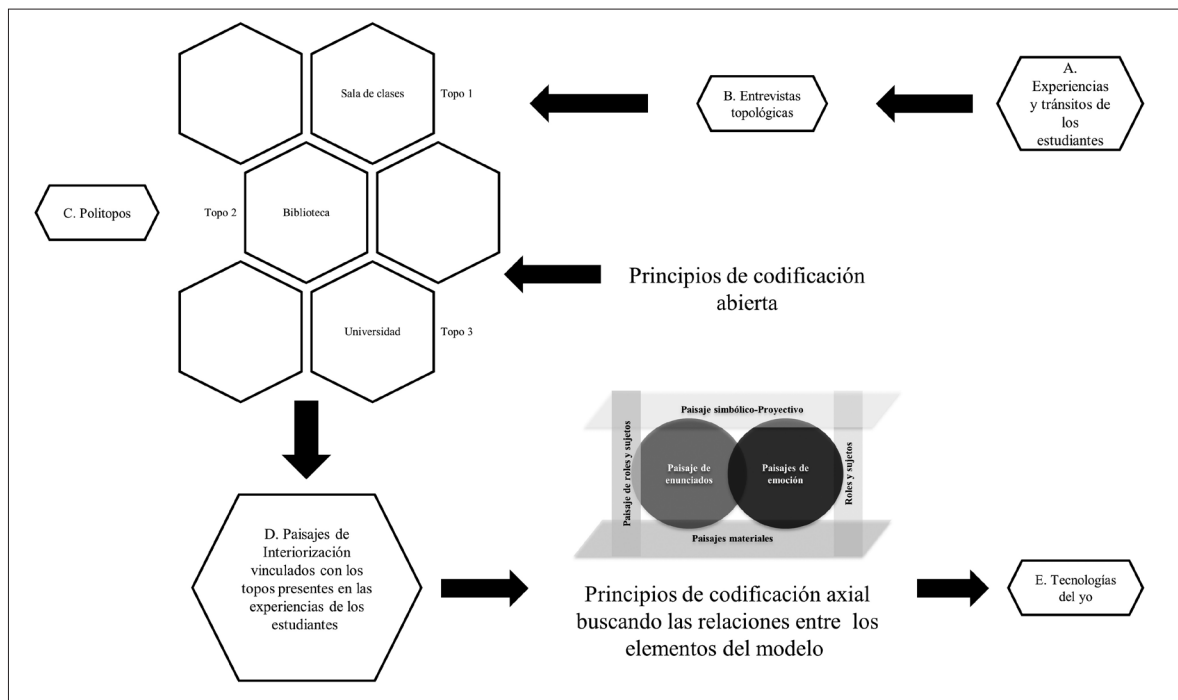 A.
Experiencias
y tránsitos de
los
estudiantes
B. Entrevistas
topológicas
Sala de clases
Topo 1
C. Politopos
Topo 2
Biblioteca
Universidad
Topo 3
Principios de codificación
abierta
D. Paisajes de
Interiorización
vinculados con los
topos presentes en las
experiencias de los
estudiantes
Paisaje simbólico-Proyectivo
Paisaje de roles y sujetos
Paisaje de
enunciados
Paisajes de
emoción
Roles y sujetos
Paisajes materiales
Principios de codificación axial
buscando las relaciones entre los
elementos del modelo
E. Tecnologías
del yo